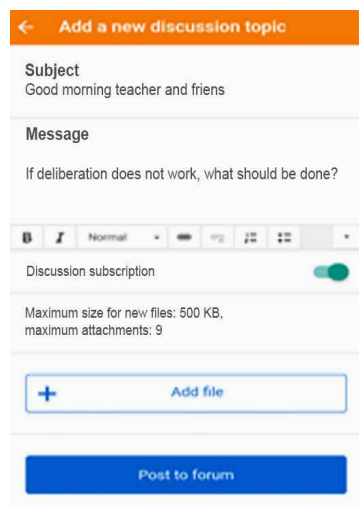 Add a new discussion topic
Subject
Good morning teacher and friens
Message
If deliberation does not work, what should be done?
B I Normal
Discussion subscription
Maximum size for new files: 500 KB,
maximum attachments: 9
Add file
Post to forum